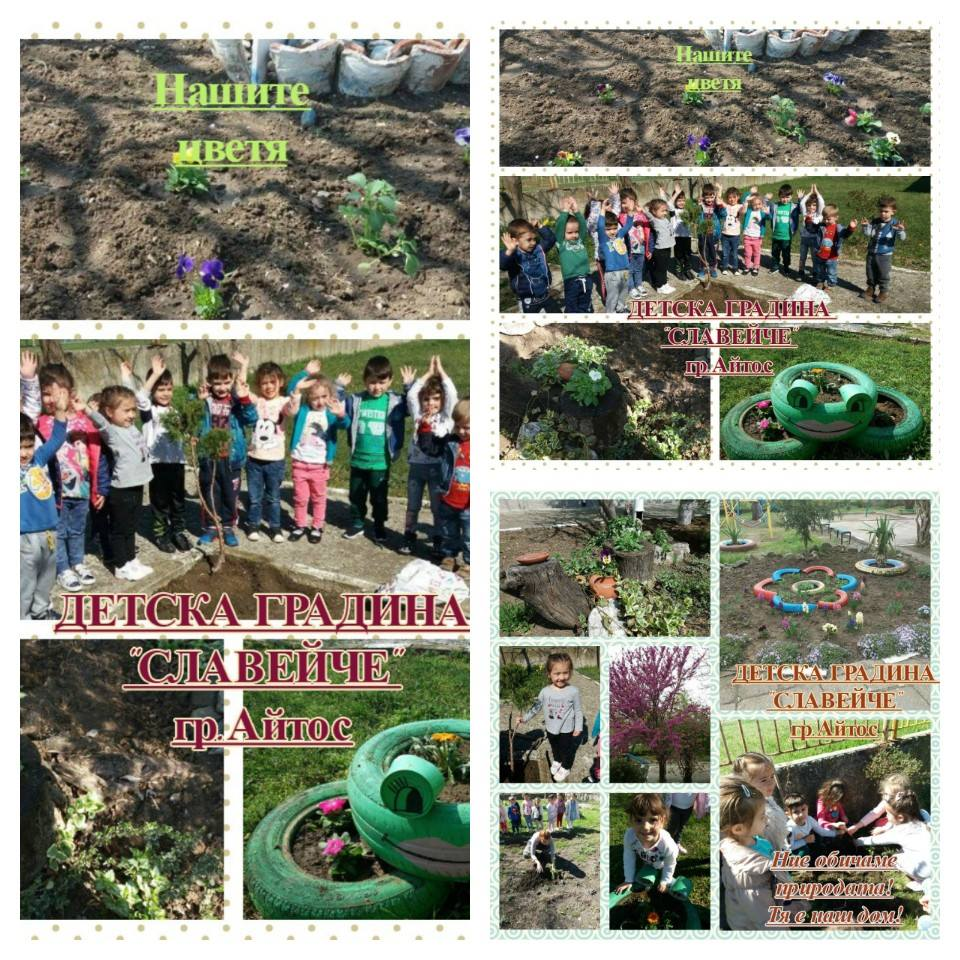 Нашите
цветя
ДЕТСКА ГРАДИНА
"СЛАВЕЙЧЕ"
гр.Айтос
Нашите
цветя
ДЕТСКА ГРАДИНА
"СЛАВЕЙЧЕ"
гр.Айтос
ДЕТСКА ГРАДИНА
"СЛАВЕЙЧЕ"
гр.Айтос
Ние обичаме
природата!
Тя е наш дом!